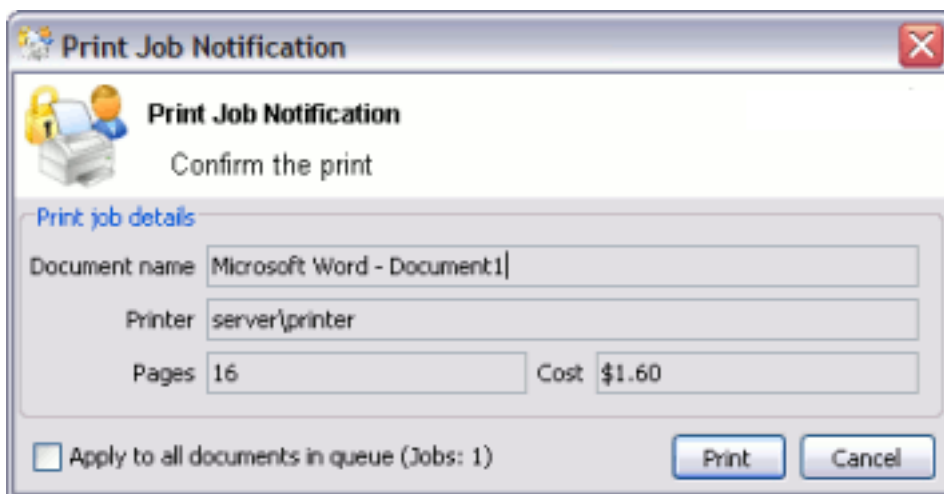 Print Job Notification
Print Job Notification
Confirm the print
Print job details
Document name Microsoft Word - Document1
Printer server\printer
Pages 16 Cost $1.60
Apply to all documents in queue (Jobs: 1) Print Cancel